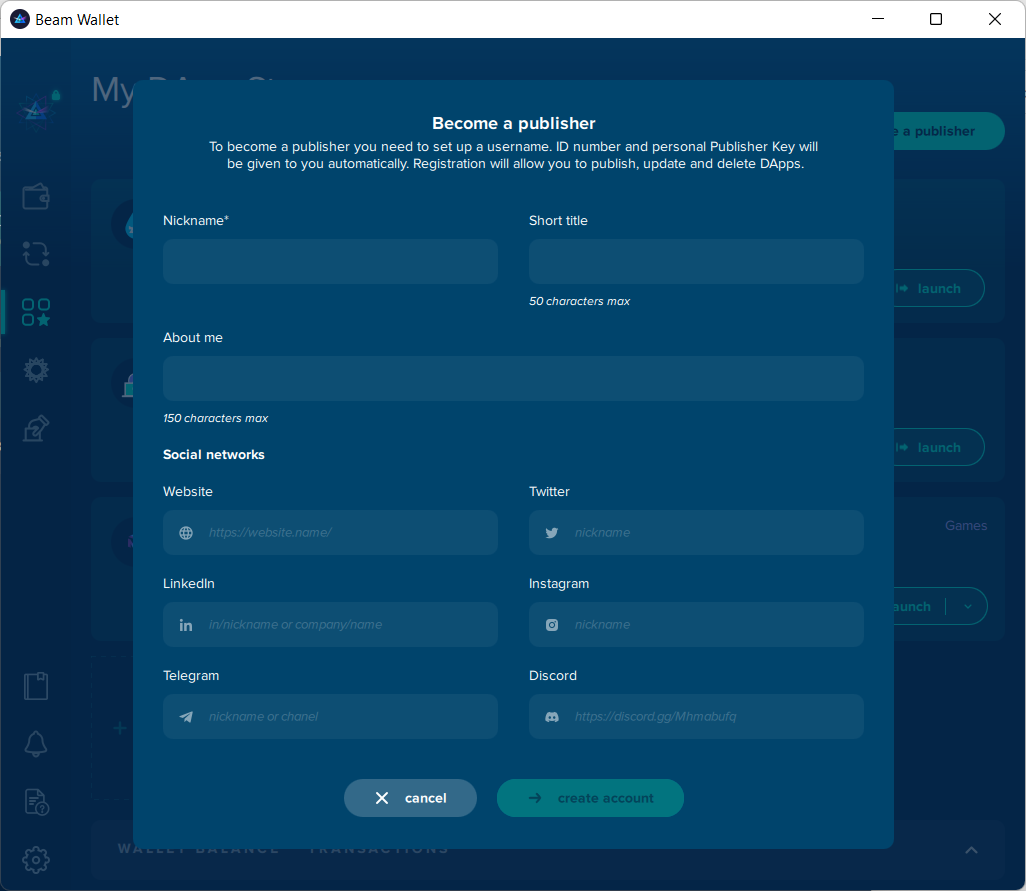 Beam Wallet
My DApp St
Become a publisher
To become a publisher you need to set up a username. ID number and personal Publisher Key will
be given to you automatically. Registration will allow you to publish, update and delete DApps.
e a publisher
Nickname*
Short title
50 characters max
launch
About me
150 characters max
launch
Social networks
Website
Twitter
https://website.name/
nickname
Games
LinkedIn
Instagram
in/nickname or company/name
nickname
aunch
Telegram
Discord
nickname or chanel
https://discord.gg/Mhmabufq
cancel
create account
WALLET BALANCE
TRANSACTIONS